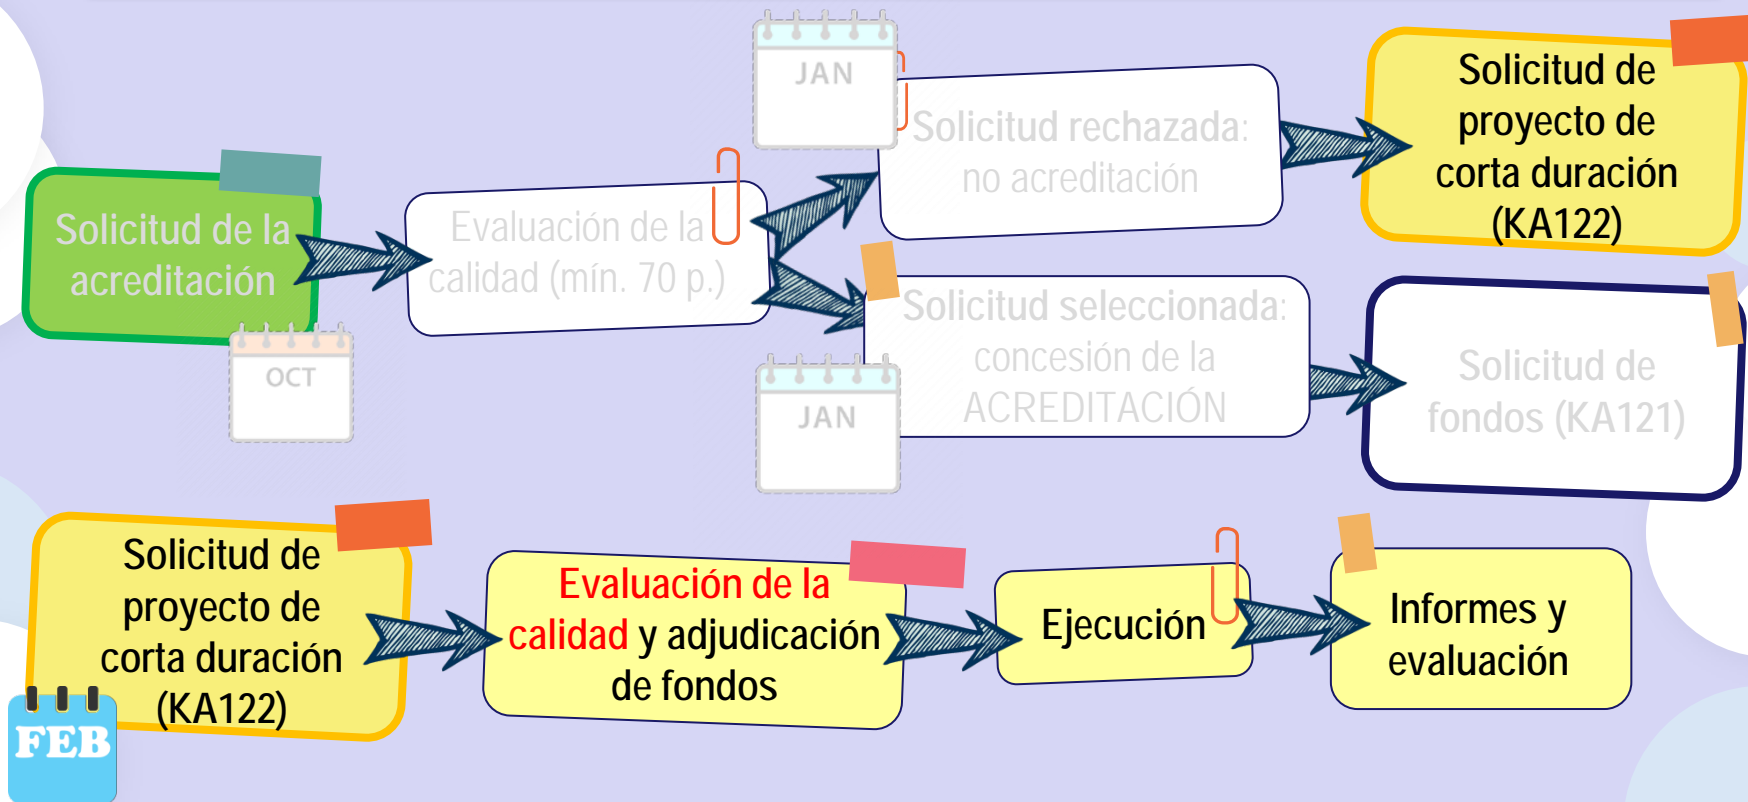 Solicitud de la
acreditación
OCT
Evaluación de la
calidad (mín. 70 p.)
JAN
Solicitud rechazada:
no acreditación
Solicitud de
proyecto de
corta duración
(KA122)
JAN
Solicitud seleccionada:
concesión de la
ACREDITACIÓN
Solicitud de
fondos (KA121)
Solicitud de
proyecto de
corta duración
(KA122)
FEB
Evaluación de la
calidad y adjudicación
de fondos
Ejecución
Informes y
evaluación